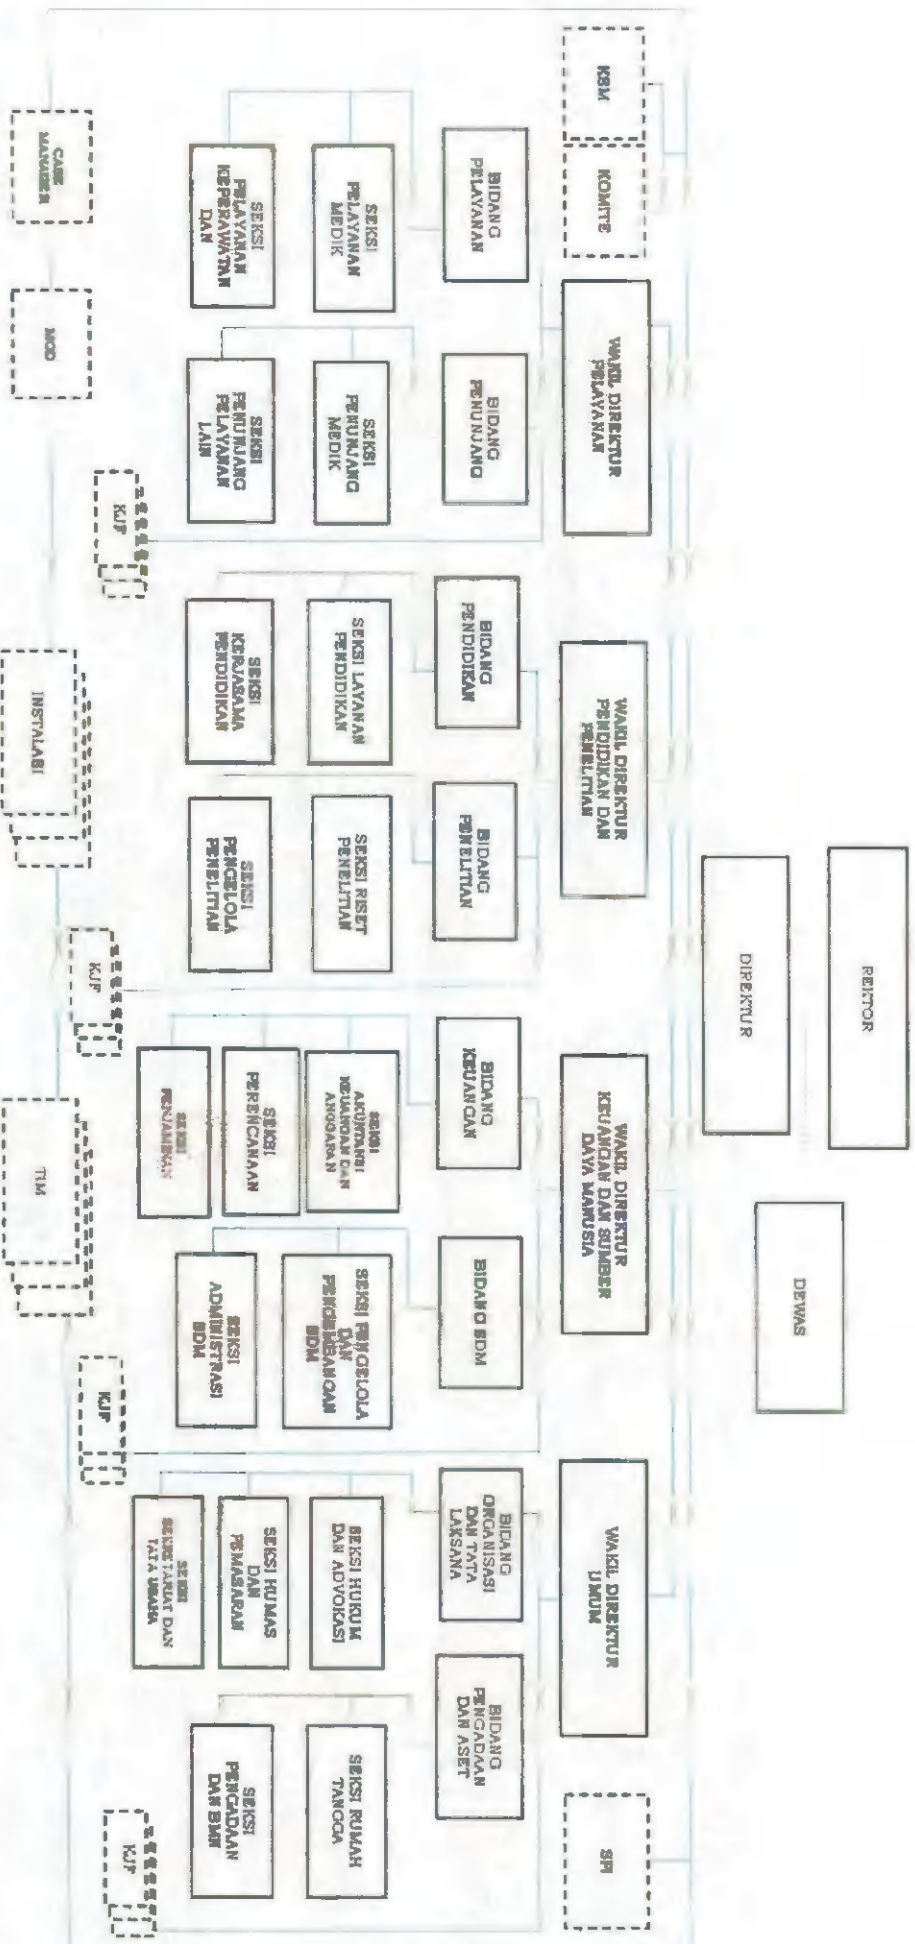 REKTOR
DEWAS
DIREKTUR
KSM
KOMITE
WAKIL DIREKTUR
PELAYANAN
WAKIL DIREKTUR
PENDIDIKAN DAN
PENELITIAN
WAKIL DIREKTUR
KEUANGAN DAN SUMBER
DAYA MANUSIA
WAKIL DIREKTUR
UMUM
SPI
BIDANG
PELAYANAN
BIDANG
PENUNJANG
BIDANG
PENDIDIKAN
BIDANG
PENELITIAN
BIDANG
KEUANGAN
BIDANG SDM
BIDANG
ORGANISASI
DAN TATA
LAKSANA
BIDANG
PENGADAAN
DAN ASET
SEKSI
PELAYANAN
MEDIK
SEKSI
PENUNJANG
MEDIK
SEKSI LAYANAN
PENDIDIKAN
SEKSI RISET
PENELITIAN
SEKSI
AKUNTANSI
KEUANGAN DAN
ANGGARAN
SEKSI PENGELOLA
DAN
PENGEMBANGAN
SDM
SEKSI HUKUM
DAN ADVOKASI
SEKSI RUMAH
TANGGA
SEKSI
PELAYANAN
KEPERAWATAN
DAN
SEKSI
PENUNJANG
PELAYANAN
LAIN
SEKSI
KERJASAMA
PENDIDIKAN
SEKSI
PENGELOLA
PENELITIAN
SEKSI
PERENCANAAN
SEKSI
ADMINISTRASI
SDM
SEKSI HUMAS
DAN
PEMASARAN
SEKSI
PENGADAAN
DAN BMN
SEKSI
PENJAMINAN
SEKSI
SEKRETARIAT DAN
TATA USAHA
KJF
KJF
KJF
KJF
CASE
MANAGER
MOD
INSTALASI
TIM